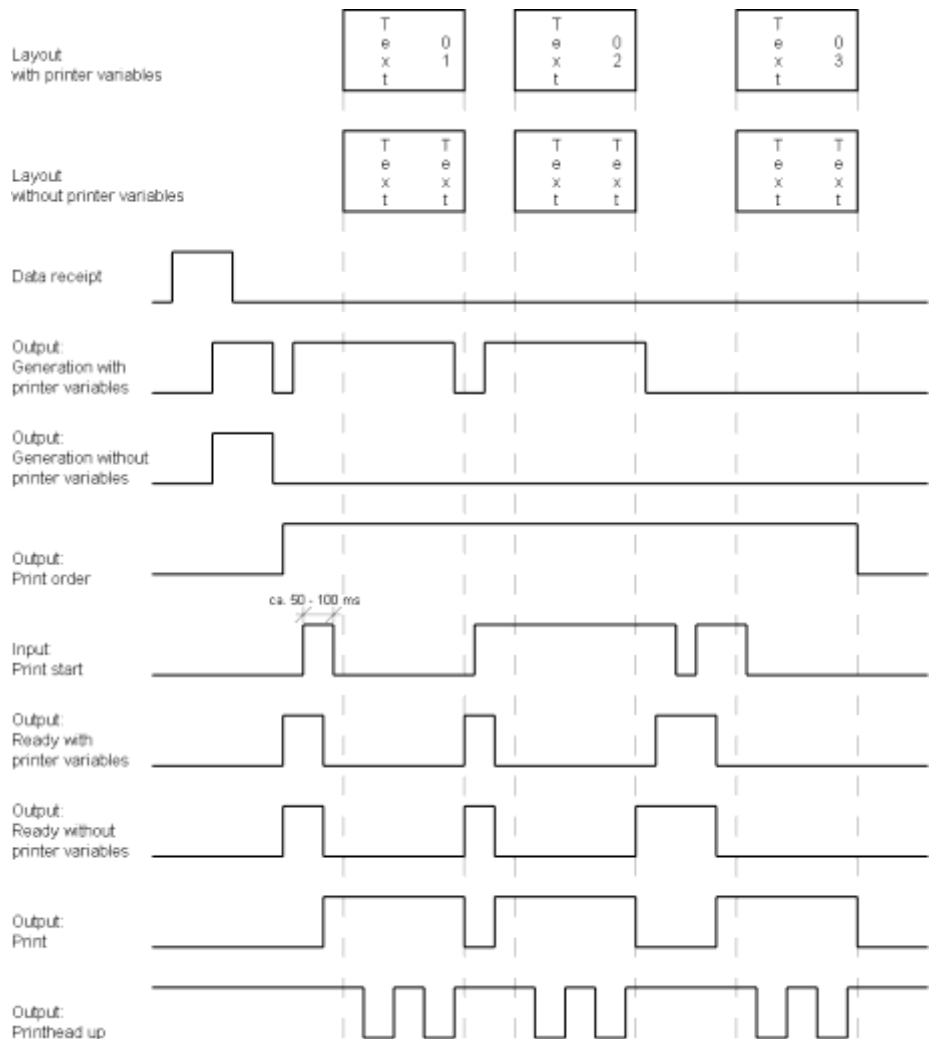 T T T
e 0 e 0 e 0
x 1 x 2 x 3
t t t
Layout
with printer variables
T T T T T T
e e e e e e
x x x x x x
t t t t t t
Layout
without printer variables
Data receipt
Output:
Generation with
printer variables
Output:
Generation without
printer variables
Output:
Print order
ca. 50 - 100 ms
Input:
Print start
Output:
Ready with
printer variables
Output:
Ready without
printer variables
Output:
Print
Output:
Printhead up